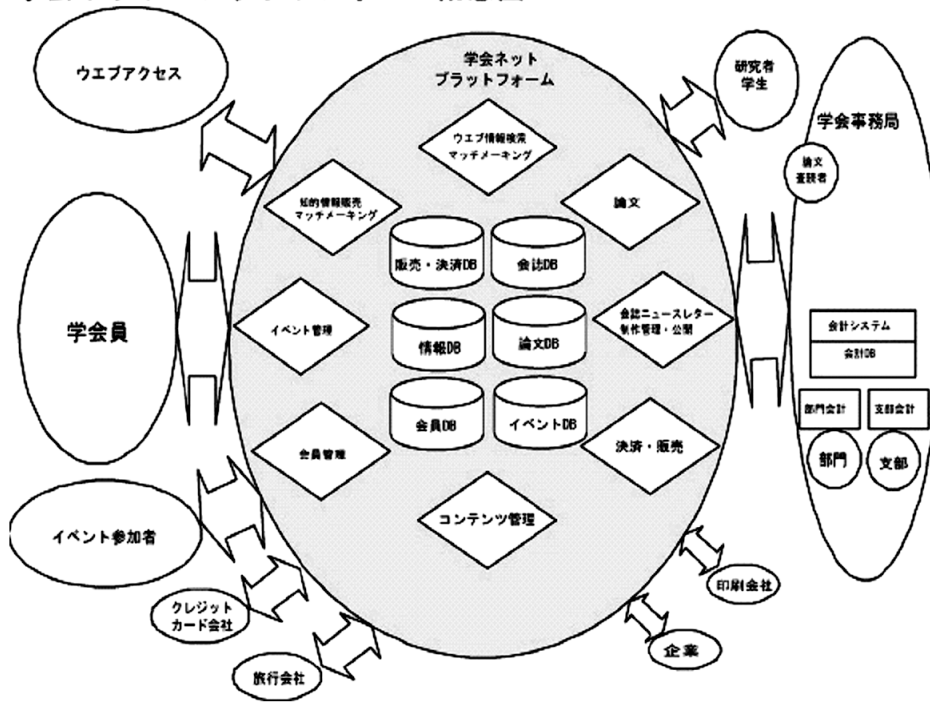 ウエブアクセス
学会ネット
プラットフォーム
研究者
学生
学会事務局
論文
査読者
ウエブ情報検索
マッチメーキング
知的情報販売
マッチメーキング
論文
販売・決済DB
会誌DB
学会員
イベント管理
情報DB
論文DB
会誌ニュースレター
制作管理・公開
会計システム
会計DB
会員管理
会員DB
イベントDB
決済・販売
部門会計
支部会計
部門
支部
コンテンツ管理
イベント参加者
クレジット
カード会社
旅行会社
印刷会社
企業